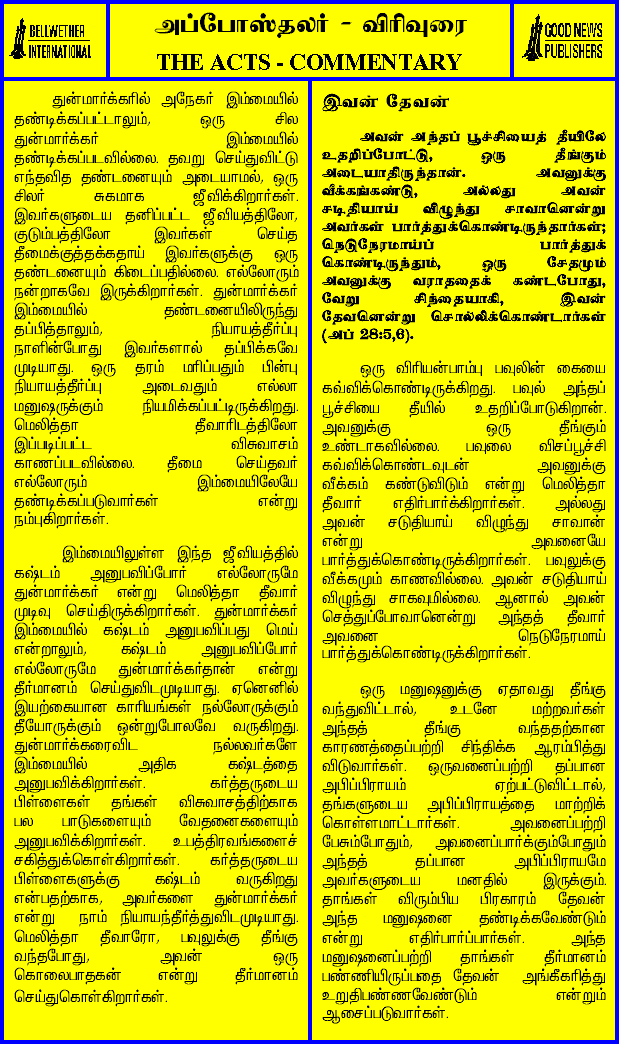 BELLWETHER
INTERNATIONAL
அப்போஸ்தலர் - விரிவுரை
THE ACTS - COMMENTARY
GOOD NEWS
PUBLISHERS
துன்மார்க்கரில் அநேகர் இம்மையில்
தண்டிக்கப்பட்டாலும், ஒரு சில
துன்மார்க்கர் இம்மையில்
தண்டிக்கப்படவில்லை. தவறு செய்துவிட்டு
எந்தவித தண்டனையும் அடையாமல், ஒரு
சிலர் சுகமாக ஜீவிக்கிறார்கள்.
இவர்களுடைய தனிப்பட்ட ஜீவியத்திலோ,
குடும்பத்திலோ இவர்கள் செய்த
தீமைக்குத்தக்கதாய் இவர்களுக்கு ஒரு
தண்டனையும் கிடைப்பதில்லை. எல்லோரும்
நன்றாகவே இருக்கிறார்கள். துன்மார்க்கர்
இம்மையில் தண்டனையிலிருந்து
தப்பித்தாலும், நியாயத்தீர்ப்பு
நாளின்போது இவர்களால் தப்பிக்கவே
முடியாது. ஒரு தரம் மரிப்பதும் பின்பு
நியாயத்தீர்ப்பு அடைவதும் எல்லா
மனுஷருக்கும் நியமிக்கப்பட்டிருக்கிறது.
மெலித்தா தீவாரிடத்திலோ
இப்படிப்பட்ட விசுவாசம்
காணப்படவில்லை. தீமை செய்தவர்
எல்லோரும் இம்மையிலேயே
தண்டிக்கப்படுவார்கள் என்று
நம்புகிறார்கள்.
இம்மையிலுள்ள இந்த ஜீவியத்தில்
கஷ்டம் அனுபவிப்போர் எல்லோருமே
துன்மார்க்கர் என்று மெலித்தா தீவார்
முடிவு செய்திருக்கிறார்கள். துன்மார்க்கர்
இம்மையில் கஷ்டம் அனுபவிப்பது மெய்
என்றாலும், கஷ்டம் அனுபவிப்போர்
எல்லோருமே துன்மார்க்கர்தான் என்று
தீர்மானம் செய்துவிடமுடியாது. ஏனெனில்
இயற்கையான காரியங்கள் நல்லோருக்கும்
தீயோருக்கும் ஒன்றுபோலவே வருகிறது.
துன்மார்க்கரைவிட நல்லவர்களே
இம்மையில் அதிக கஷ்டத்தை
அனுபவிக்கிறார்கள். கர்த்தருடைய
பிள்ளைகள் தங்கள் விசுவாசத்திற்காக
பல பாடுகளையும் வேதனைகளையும்
அனுபவிக்கிறார்கள். உபத்திரவங்களைச்
சகித்துக்கொள்கிறார்கள். கர்த்தருடைய
பிள்ளைகளுக்கு கஷ்டம் வருகிறது
என்பதற்காக, அவர்களை துன்மார்க்கர்
என்று நாம் நியாயந்தீர்த்துவிடமுடியாது.
மெலித்தா தீவாரோ, பவுலுக்கு தீங்கு
வந்தபோது, அவன் ஒரு
கொலைபாதகன் என்று தீர்மானம்
செய்துகொள்கிறார்கள்.
இவன் தேவன்
அவன் அந்தப் பூச்சியைத் தீயிலே
உதறிப்போட்டு, ஒரு தீங்கும்
அடையாதிருந்தான். அவனுக்கு
வீக்கங்கண்டு, அல்லது அவன்
சடிதியாய் விழுந்து சாவானென்று
அவர்கள் பார்த்துக்கொண்டிருந்தார்கள்;
நெடுநேரமாய்ப் பார்த்துக்
கொண்டிருந்தும், ஒரு சேதமும்
அவனுக்கு வராததைக் கண்டபோது,
வேறு சிந்தையாகி, இவன்
தேவனென்று சொல்லிக்கொண்டார்கள்
(அப் 28:5,6).
ஒரு விரியன்பாம்பு பவுலின் கையை
கவ்விக்கொண்டிருக்கிறது. பவுல் அந்தப்
பூச்சியை தீயில் உதறிப்போடுகிறான்.
அவனுக்கு ஒரு தீங்கும்
உண்டாகவில்லை. பவுலை விசப்பூச்சி
கவ்விக்கொண்டவுடன் அவனுக்கு
வீக்கம் கண்டுவிடும் என்று மெலித்தா
தீவார் எதிர்பார்க்கிறார்கள். அல்லது
அவன் சடுதியாய் விழுந்து சாவான்
என்று அவனையே
பார்த்துக்கொண்டிருக்கிறார்கள். பவுலுக்கு
வீக்கமும் காணவில்லை. அவன் சடுதியாய்
விழுந்து சாகவுமில்லை. ஆனால் அவன்
செத்துப்போவானென்று அந்தத் தீவார்
அவனை நெடுநேரமாய்
பார்த்துக்கொண்டிருக்கிறார்கள்.
ஒரு மனுஷனுக்கு ஏதாவது தீங்கு
வந்துவிட்டால், உடனே மற்றவர்கள்
அந்தத் தீங்கு வந்ததற்கான
காரணத்தைப்பற்றி சிந்திக்க ஆரம்பித்து
விடுவார்கள். ஒருவனைப்பற்றி தப்பான
அபிப்பிராயம் ஏற்பட்டுவிட்டால்,
தங்களுடைய அபிப்பிராயத்தை மாற்றிக்
கொள்ளமாட்டார்கள். அவனைப்பற்றி
பேசும்போதும், அவனைப்பார்க்கும்போதும்
அந்தத் தப்பான அபிப்பிராயமே
அவர்களுடைய மனதில் இருக்கும்.
தாங்கள் விரும்பிய பிரகாரம் தேவன்
அந்த மனுஷனை தண்டிக்கவேண்டும்
என்று எதிர்பார்ப்பார்கள். அந்த
மனுஷனைப்பற்றி தாங்கள் தீர்மானம்
பண்ணியிருப்பதை தேவன் அங்கீகரித்து
உறுதிபண்ணவேண்டும் என்றும்
ஆசைப்படுவார்கள்.